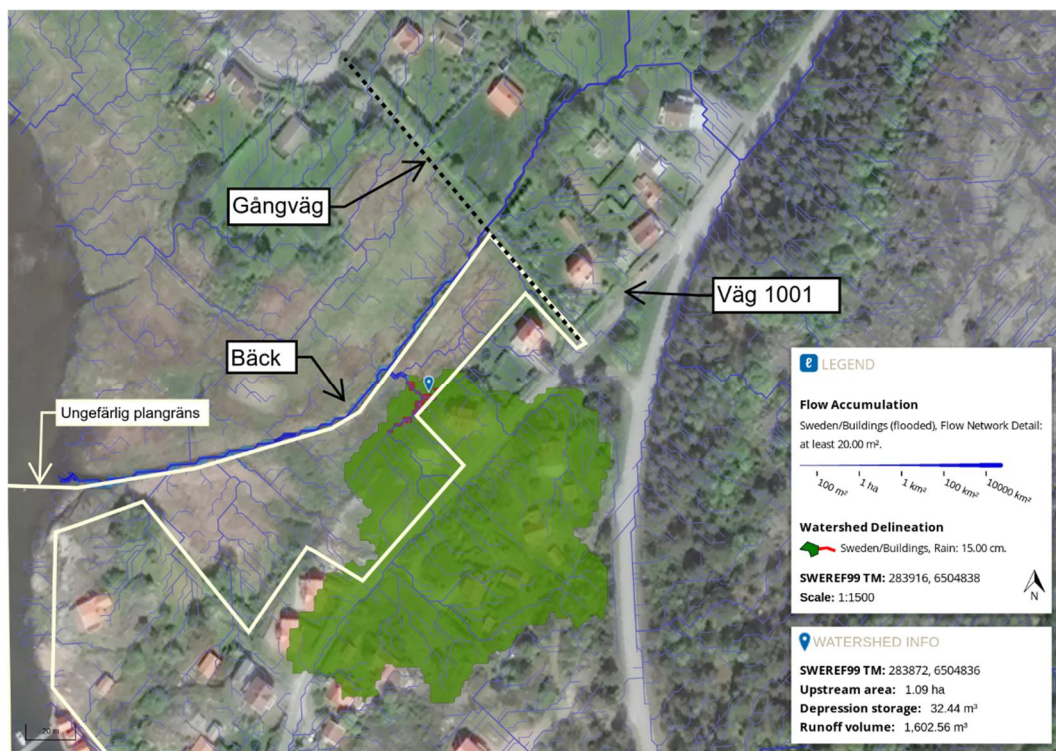 Gångväg
Väg 1001
Bäck
Ungefärlig plangräns
LEGEND
Flow Accumulation
Sweden/Buildings (flooded), Flow Network Detail:
at least 20.00 m².
100 m²
1 ha
1 km²
100 km²
10000 km²
Watershed Delineation
Sweden/Buildings, Rain: 15.00 cm.
SWEREF99 TM: 283916, 6504838
Scale: 1:1500
N
WATERSHED INFO
SWEREF99 TM: 283872, 6504836
Upstream area: 1.09 ha
Depression storage: 32.44 m³
Runoff volume: 1,602.56 m³
20 m